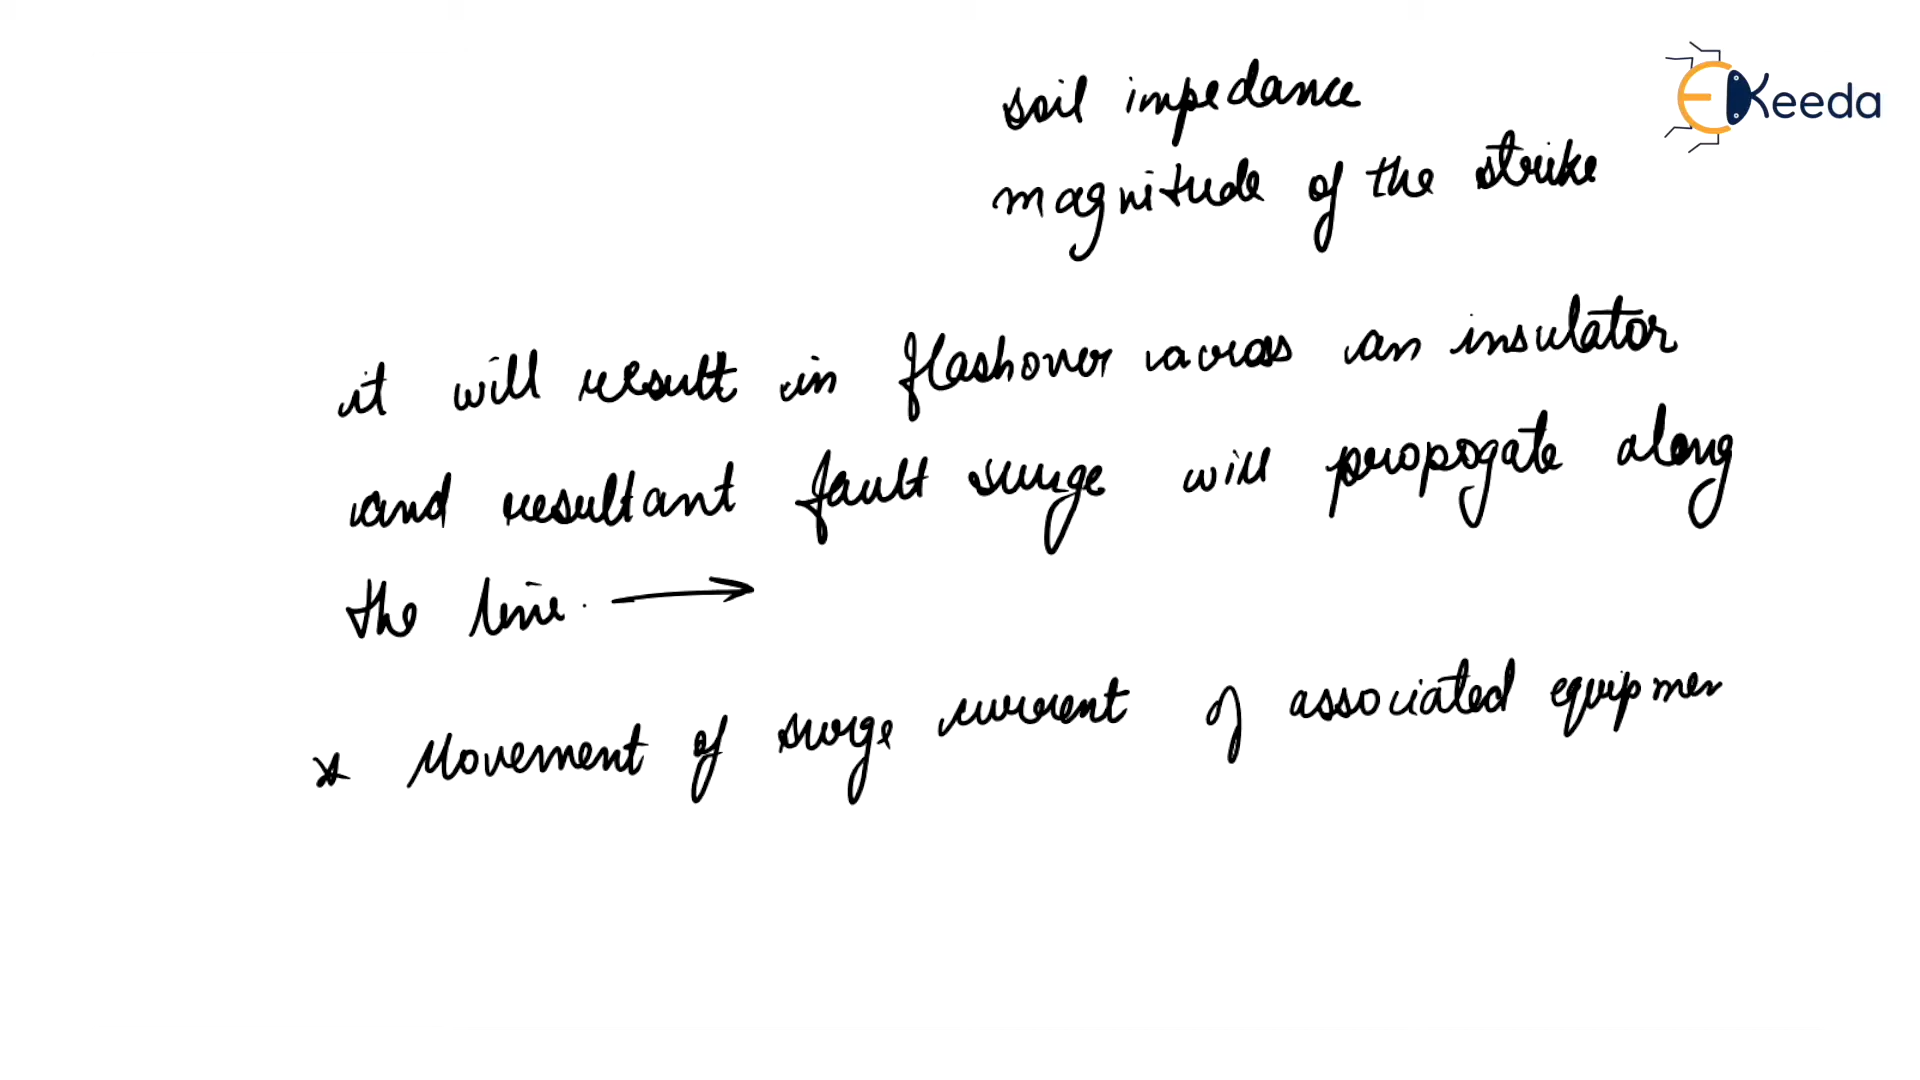 soil impedance
EKeeda
magnitude of the strike
it will result in flashover across an insulator
and resultant fault surge will propogate along
the line.
* Movement of surge current of associated equipmen